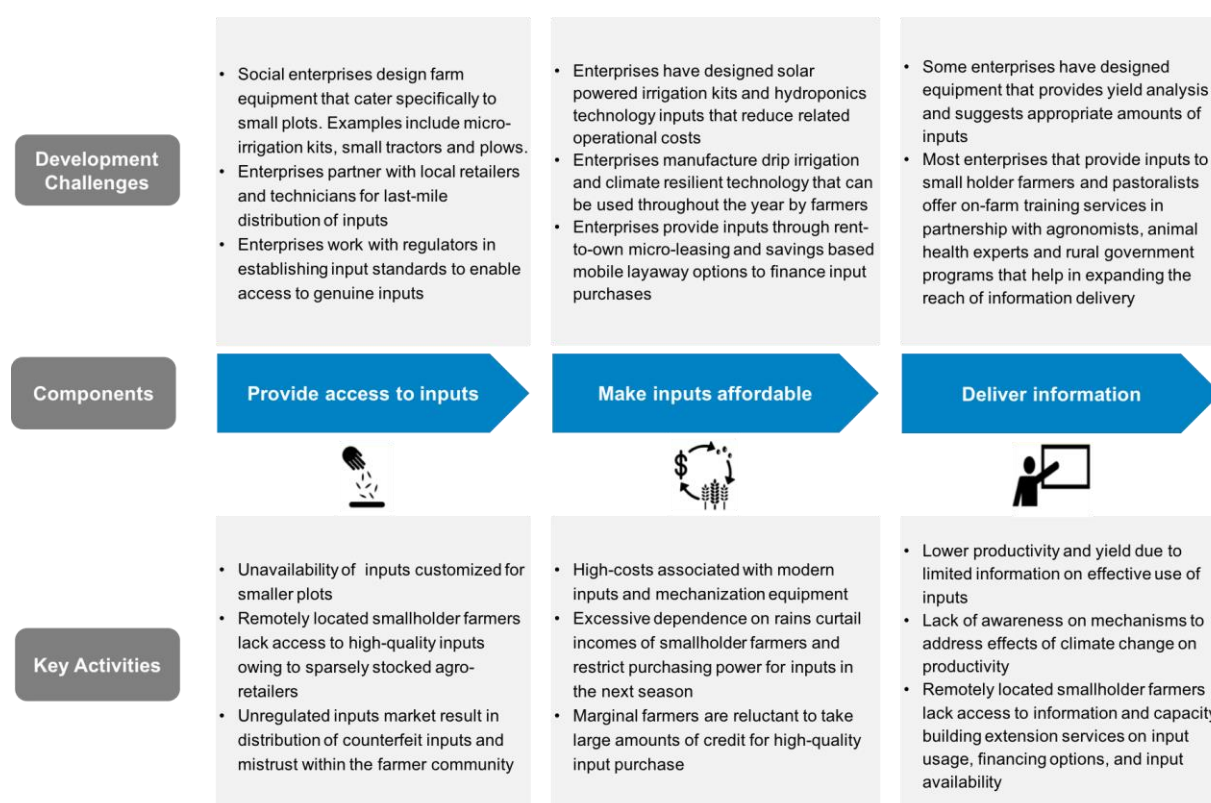 Development
Challenges
• Social enterprises design farm
equipment that cater specifically to
small plots. Examples include micro-
irrigation kits, small tractors and plows.
• Enterprises partner with local retailers
and technicians for last-mile
distribution of inputs
• Enterprises work with regulators in
establishing input standards to enable
access to genuine inputs
• Enterprises have designed solar
powered irrigation kits and hydroponics
technology inputs that reduce related
operational costs
• Enterprises manufacture drip irrigation
and climate resilient technology that can
be used throughout the year by farmers
• Enterprises provide inputs through rent-
to-own micro-leasing and savings based
mobile layaway options to finance input
purchases
• Some enterprises have designed
equipment that provides yield analysis
and suggests appropriate amounts of
inputs
• Most enterprises that provide inputs to
small holder farmers and pastoralists
offer on-farm training services in
partnership with agronomists, animal
health experts and rural government
programs that help in expanding the
reach of information delivery
Components
Provide access to inputs
Make inputs affordable
Deliver information
$
Key Activities
• Unavailability of inputs customized for
smaller plots
• Remotely located smallholder farmers
lack access to high-quality inputs
owing to sparsely stocked agro-
retailers
• Unregulated inputs market result in
distribution of counterfeit inputs and
mistrust within the farmer community
• High-costs associated with modern
inputs and mechanization equipment
• Excessive dependence on rains curtail
incomes of smallholder farmers and
restrict purchasing power for inputs in
the next season
• Marginal farmers are reluctant to take
large amounts of credit for high-quality
input purchase
• Lower productivity and yield due to
limited information on effective use of
inputs
• Lack of awareness on mechanisms to
address effects of climate change on
productivity
• Remotely located smallholder farmers
lack access to information and capacity
building extension services on input
usage, financing options, and input
availability